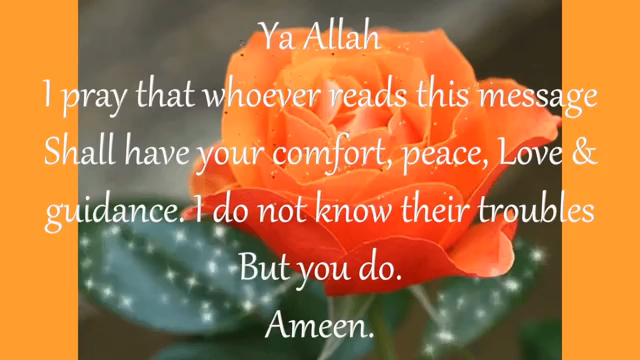 Ya Allah
I pray that whoever reads this message
Shall have your comfort, peace, Love &
guidance. I do not know their troubles
But you do.
Ameen.